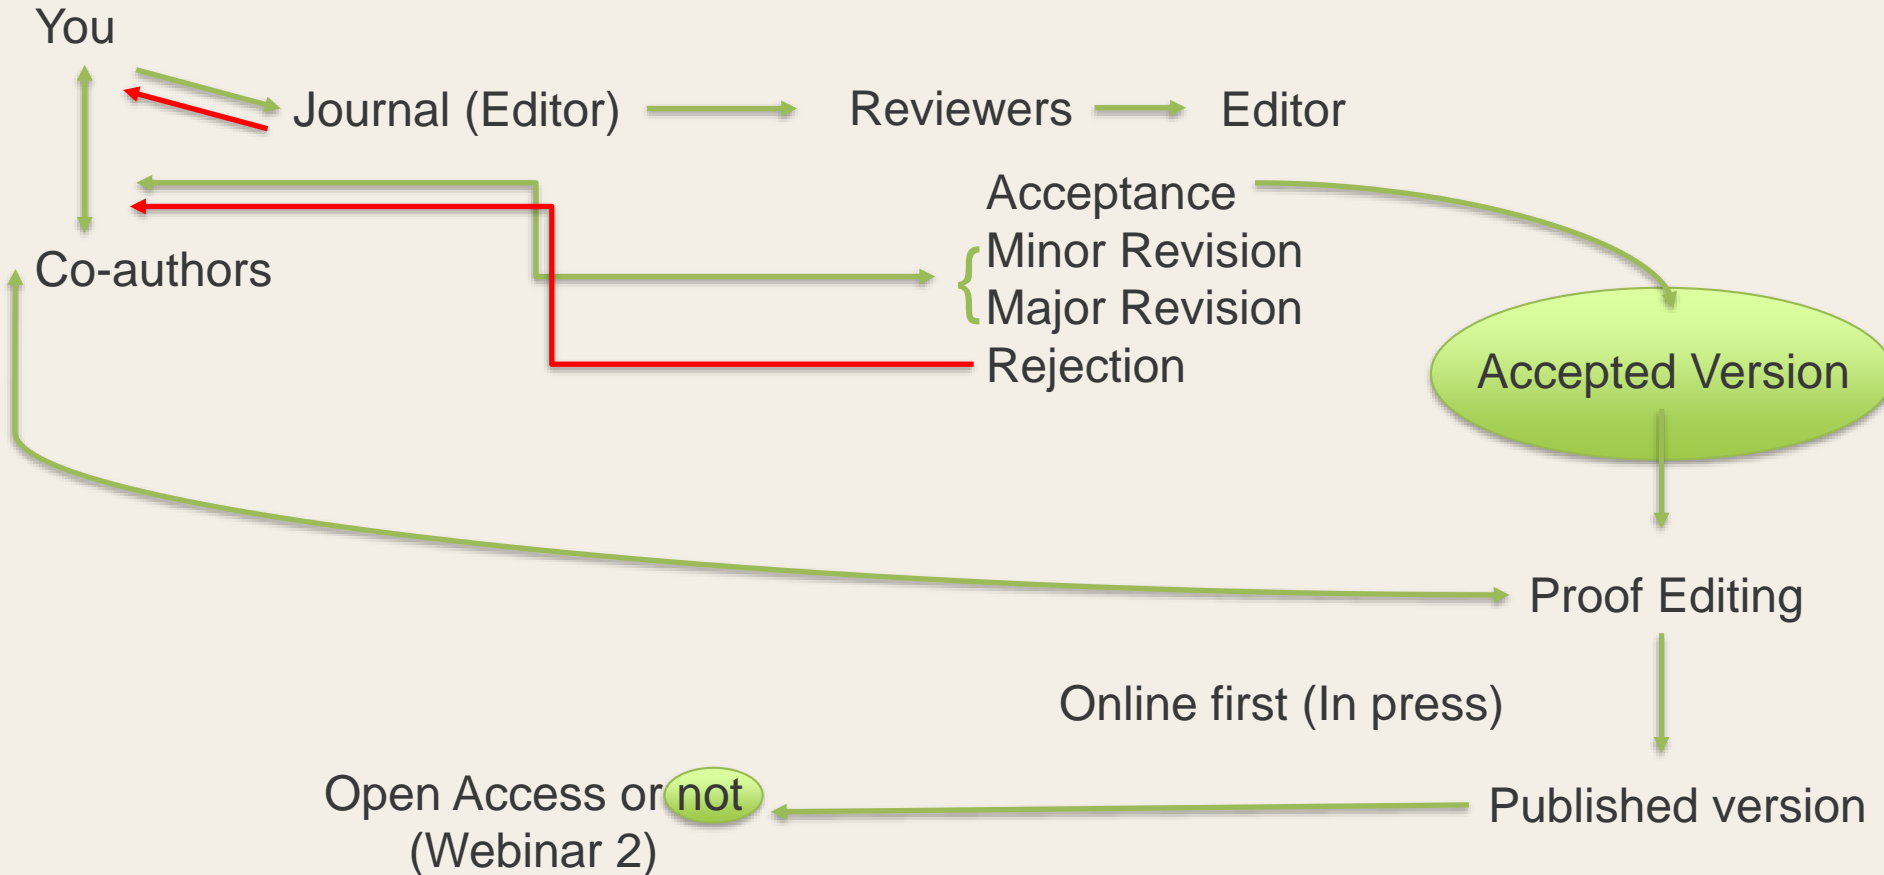 You
Journal (Editor)
Reviewers
Editor
Acceptance
Minor Revision
Co-authors
Major Revision
Rejection
Accepted Version
Proof Editing
Online first (In press)
Open Access or not
(Webinar 2)
Published version